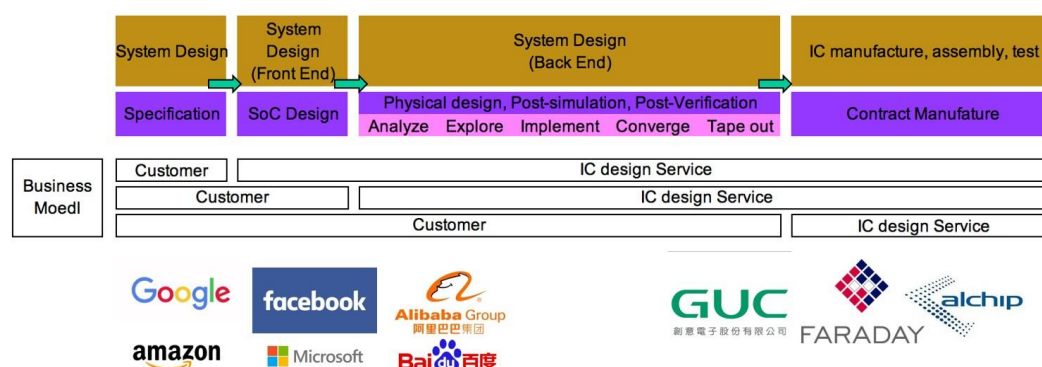 System Design
System
Design
(Front End)
System Design
(Back End)
IC manufacture, assembly, test
Specification
SoC Design
Physical design, Post-simulation, Post-Verification
Analyze Explore Implement Converge Tape out
Contract Manufature
Business
Moedl
Customer
IC design Service
Customer
IC design Service
Customer
IC design Service
Google
facebook
Alibaba Group
阿里巴巴集团
GUC
創意電子股份有限公司
FARADAY
alchip
amazon
Microsoft
Bai du 百度